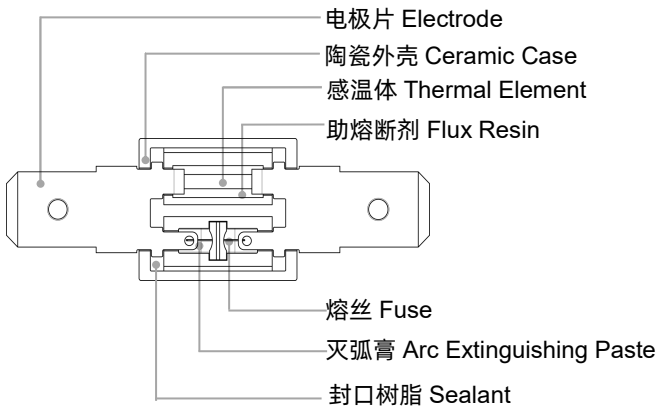 电极片 Electrode
陶瓷外壳 Ceramic Case
感温体 Thermal Element
助熔断剂 Flux Resin
熔丝 Fuse
灭弧膏 Arc Extinguishing Paste
封口树脂 Sealant